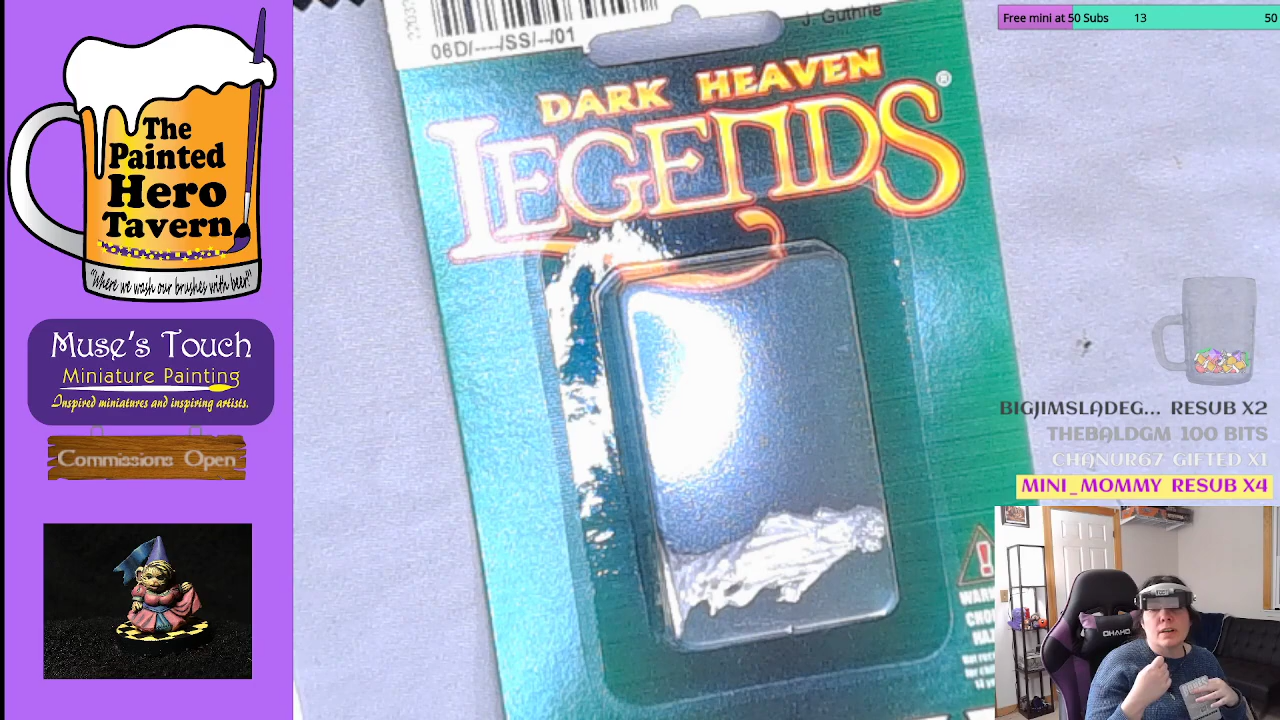 The
Painted
Hero
Tavern
"Where we wash our brushes with beer!"
Muse's Touch
Miniature Painting
Inspired miniatures and inspiring artists.
Commissions Open
06D/----/SS/--/01
J. Guthrie
DARK HEAVEN
LEGENDS®
Free mini at 50 Subs 13 50
BIGJIMSLADEG... RESUB X2
THEBALDGM 100 BITS
CHANUR67 GIFTED X1
MINI_MOMMY RESUB X4